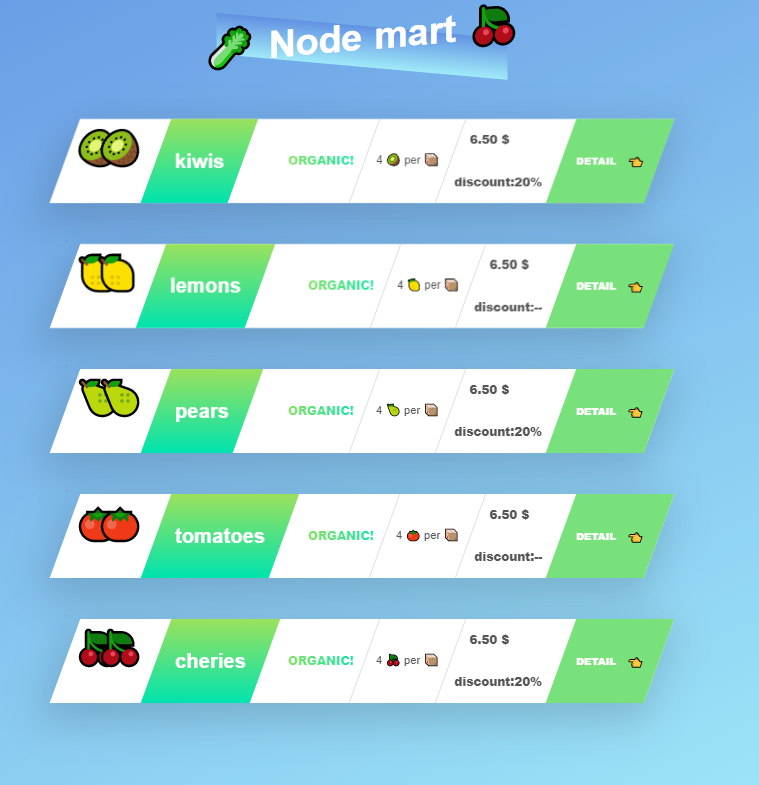 Node mart
kiwis ORGANIC! 4 per 6.50 $ discount:20% DETAIL
lemons ORGANIC! 4 per 6.50 $ discount:-- DETAIL
pears ORGANIC! 4 per 6.50 $ discount:20% DETAIL
tomatoes ORGANIC! 4 per 6.50 $ discount:-- DETAIL
cheries ORGANIC! 4 per 6.50 $ discount:20% DETAIL